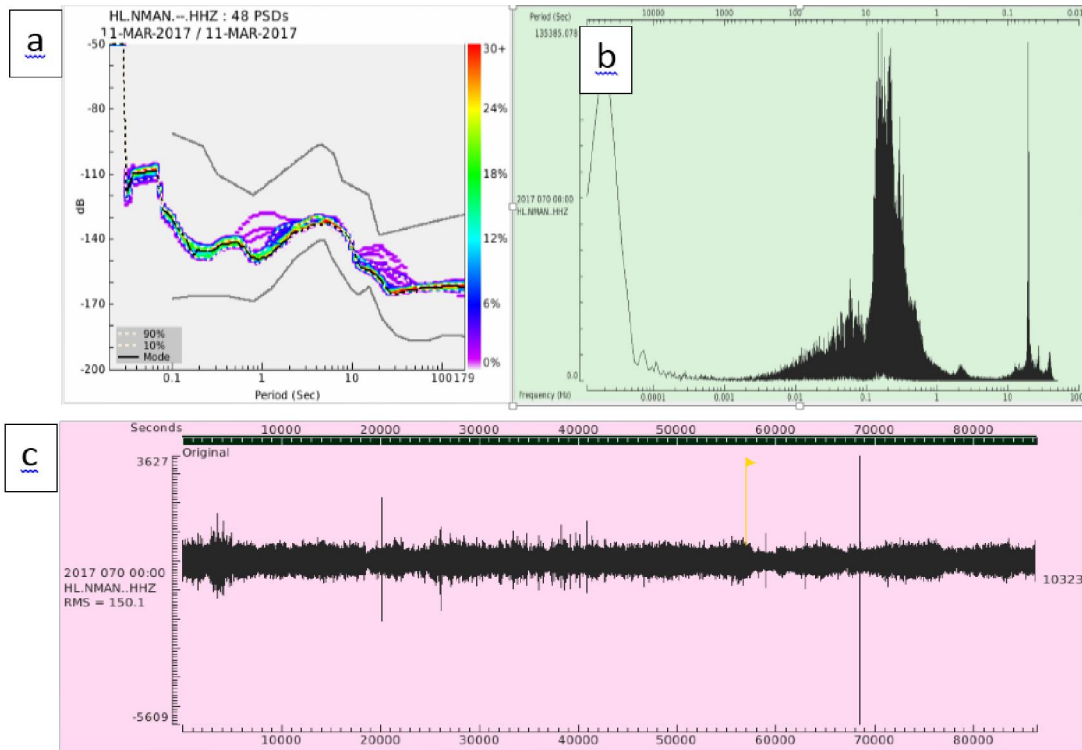 a
HL.NMAN.--.HHZ : 48 PSDs
11-MAR-2017 / 11-MAR-2017
-50
-80
-110
-140
-170
-200
dB
90%
10%
Mode
0.1 1 10 100179
Period (Sec)
30+
24%
18%
12%
6%
0%
b
Period (Sec) 10000 1000 100 10 1 0.1 0.01
135385.078
2017 070 00:00
HL.NMAN..HHZ
0.0
Frequency (Hz) 0.0001 0.001 0.01 0.1 1 10 100
c
Seconds 10000 20000 30000 40000 50000 60000 70000 80000
Original
3627
2017 070 00:00
HL.NMAN..HHZ
RMS = 150.1
10323
-5609
10000 20000 30000 40000 50000 60000 70000 80000